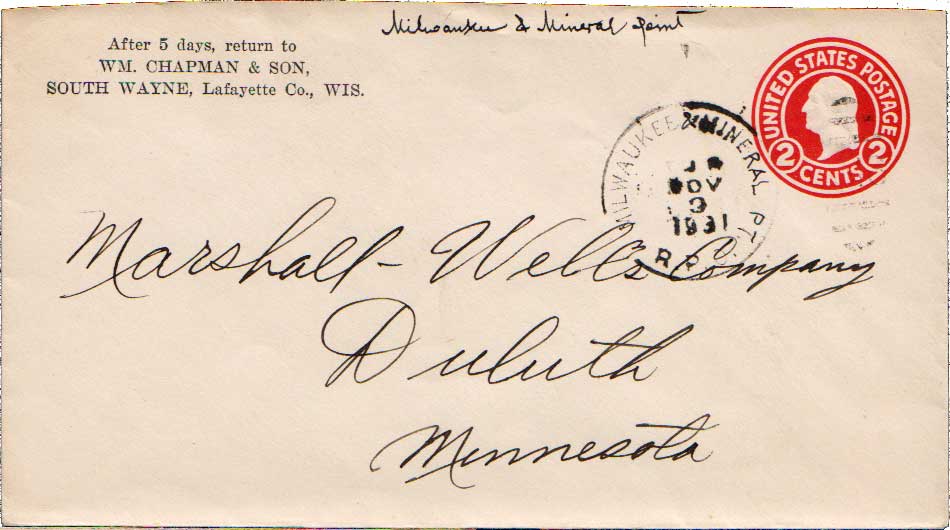 Milwaukee & Mineral Point
After 5 days, return to
WM. CHAPMAN & SON,
SOUTH WAYNE, Lafayette Co., WIS.
UNITED STATES POSTAGE
2 CENTS 2
MILWAUKEE & MINERAL PT.
NOV
3
1931
R.P.O.
Marshall-Wells Company
Duluth
Minnesota